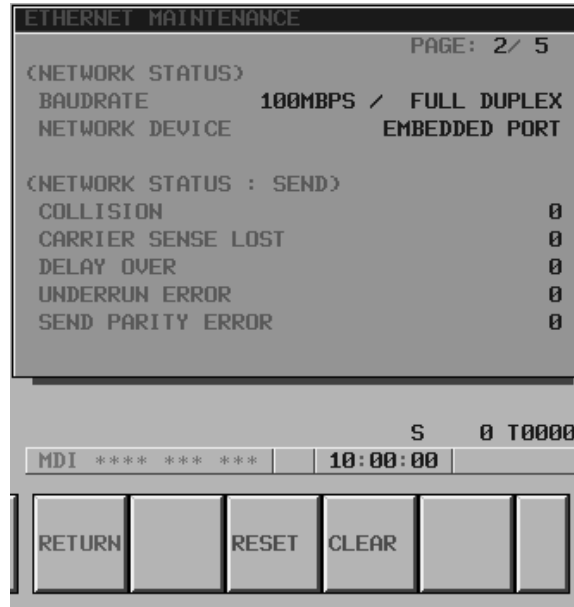 ETHERNET MAINTENANCE
PAGE: 2/ 5
(NETWORK STATUS)
BAUDRATE 100MBPS / FULL DUPLEX
NETWORK DEVICE EMBEDDED PORT
(NETWORK STATUS : SEND)
COLLISION 0
CARRIER SENSE LOST 0
DELAY OVER 0
UNDERRUN ERROR 0
SEND PARITY ERROR 0
S 0 T0000
MDI **** *** *** 10:00:00
RETURN RESET CLEAR